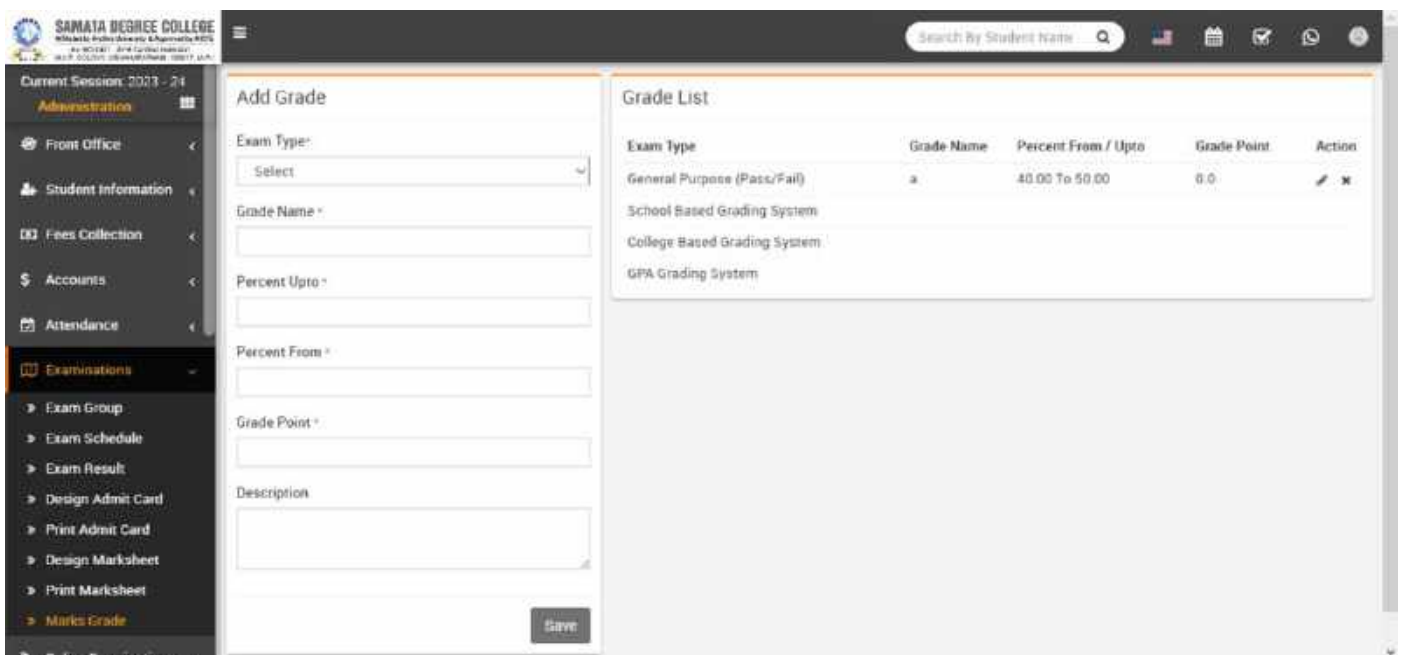 SAMATA DEGREE COLLEGE
Search By Student Name
Current Session: 2023 - 24
Administration
Front Office
Student Information
Fees Collection
Accounts
Attendance
Examinations
Exam Group
Exam Schedule
Exam Result
Design Admit Card
Print Admit Card
Design Marksheet
Print Marksheet
Marks Grade
Add Grade
Exam Type*
Select
Grade Name *
Percent Upto *
Percent From *
Grade Point *
Description
Save
Grade List
Exam Type Grade Name Percent From / Upto Grade Point Action
General Purpose (Pass/Fail) a 40.00 To 50.00 0.0
School Based Grading System
College Based Grading System
GPA Grading System